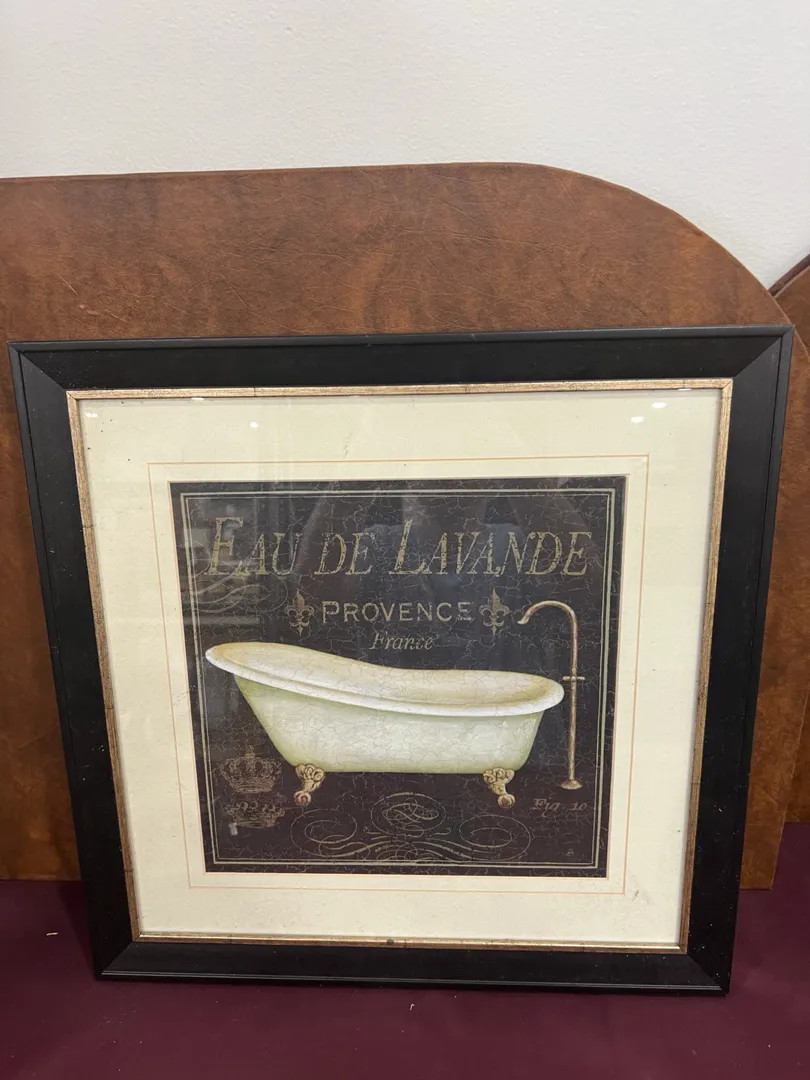 EAU DE LAVANDE
PROVENCE
France
Fig. 10